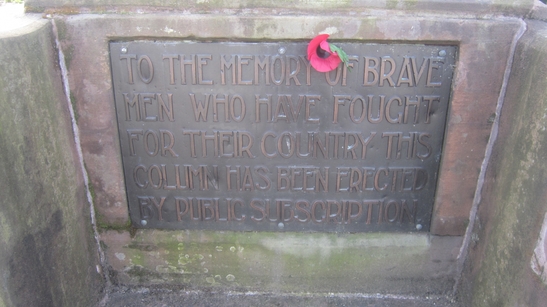 TO THE MEMORY OF BRAVE
MEN WHO HAVE FOUGHT
FOR THEIR COUNTRY THIS
COLUMN HAS BEEN ERECTED
BY PUBLIC SUBSCRIPTION.